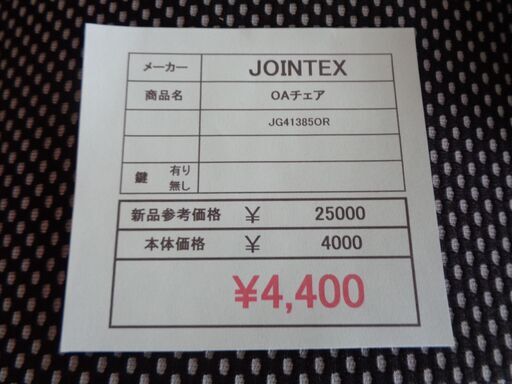 メーカー JOINTEX
商品名 OAチェア
JG41385OR
鍵 有り 無し
新品参考価格 ¥ 25000
本体価格 ¥ 4000
¥4,400